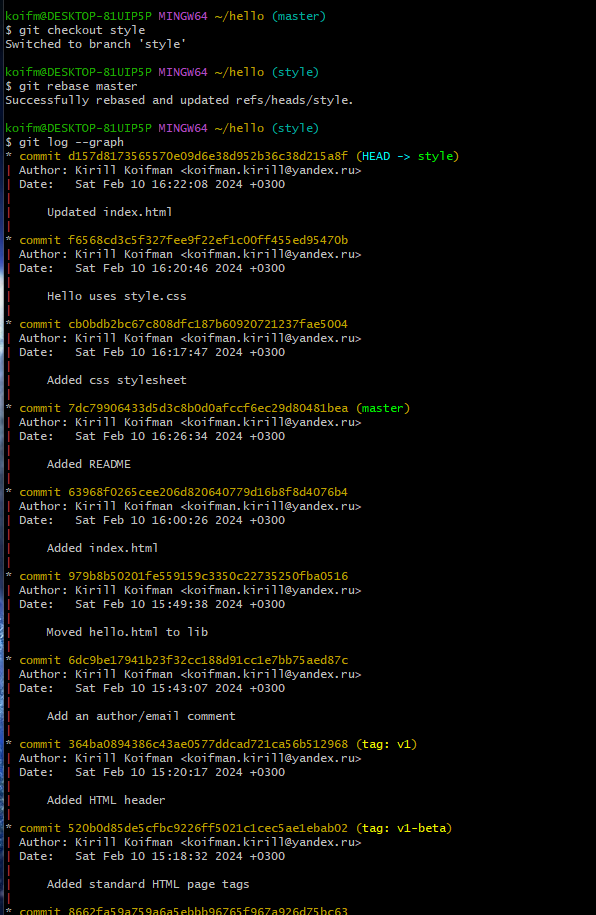 koifm@DESKTOP-81UIP5P MINGW64 ~/hello (master)
$ git checkout style
Switched to branch 'style'
koifm@DESKTOP-81UIP5P MINGW64 ~/hello (style)
$ git rebase master
Successfully rebased and updated refs/heads/style.
koifm@DESKTOP-81UIP5P MINGW64 ~/hello (style)
$ git log --graph
* commit d157d8173565570e09d6e38d952b36c38d215a8f (HEAD -> style)
| Author: Kirill Koifman <koifman.kirill@yandex.ru>
| Date:   Sat Feb 10 16:22:08 2024 +0300
|
|     Updated index.html
|
* commit f6568cd3c5f327fee9f22ef1c00ff455ed95470b
| Author: Kirill Koifman <koifman.kirill@yandex.ru>
| Date:   Sat Feb 10 16:20:46 2024 +0300
|
|     Hello uses style.css
|
* commit cb0bdb2bc67c808dfc187b60920721237fae5004
| Author: Kirill Koifman <koifman.kirill@yandex.ru>
| Date:   Sat Feb 10 16:17:47 2024 +0300
|
|     Added css stylesheet
|
* commit 7dc79906433d5d3c8b0d0afccf6ec29d80481bea (master)
| Author: Kirill Koifman <koifman.kirill@yandex.ru>
| Date:   Sat Feb 10 16:26:34 2024 +0300
|
|     Added README
|
* commit 63968f0265cee206d820640779d16b8f8d4076b4
| Author: Kirill Koifman <koifman.kirill@yandex.ru>
| Date:   Sat Feb 10 16:00:26 2024 +0300
|
|     Added index.html
|
* commit 979b8b50201fe559159c3350c22735250fba0516
| Author: Kirill Koifman <koifman.kirill@yandex.ru>
| Date:   Sat Feb 10 15:49:38 2024 +0300
|
|     Moved hello.html to lib
|
* commit 6dc9be17941b23f32cc188d91cc1e7bb75aed87c
| Author: Kirill Koifman <koifman.kirill@yandex.ru>
| Date:   Sat Feb 10 15:43:07 2024 +0300
|
|     Add an author/email comment
|
* commit 364ba0894386c43ae0577ddcad721ca56b512968 (tag: v1)
| Author: Kirill Koifman <koifman.kirill@yandex.ru>
| Date:   Sat Feb 10 15:20:17 2024 +0300
|
|     Added HTML header
|
* commit 520b0d85de5cfbc9226ff5021c1cec5ae1ebab02 (tag: v1-beta)
| Author: Kirill Koifman <koifman.kirill@yandex.ru>
| Date:   Sat Feb 10 15:18:32 2024 +0300
|
|     Added standard HTML page tags
|
* commit 8662fa59a759a6a5ebbb96765f967a926d75bc63